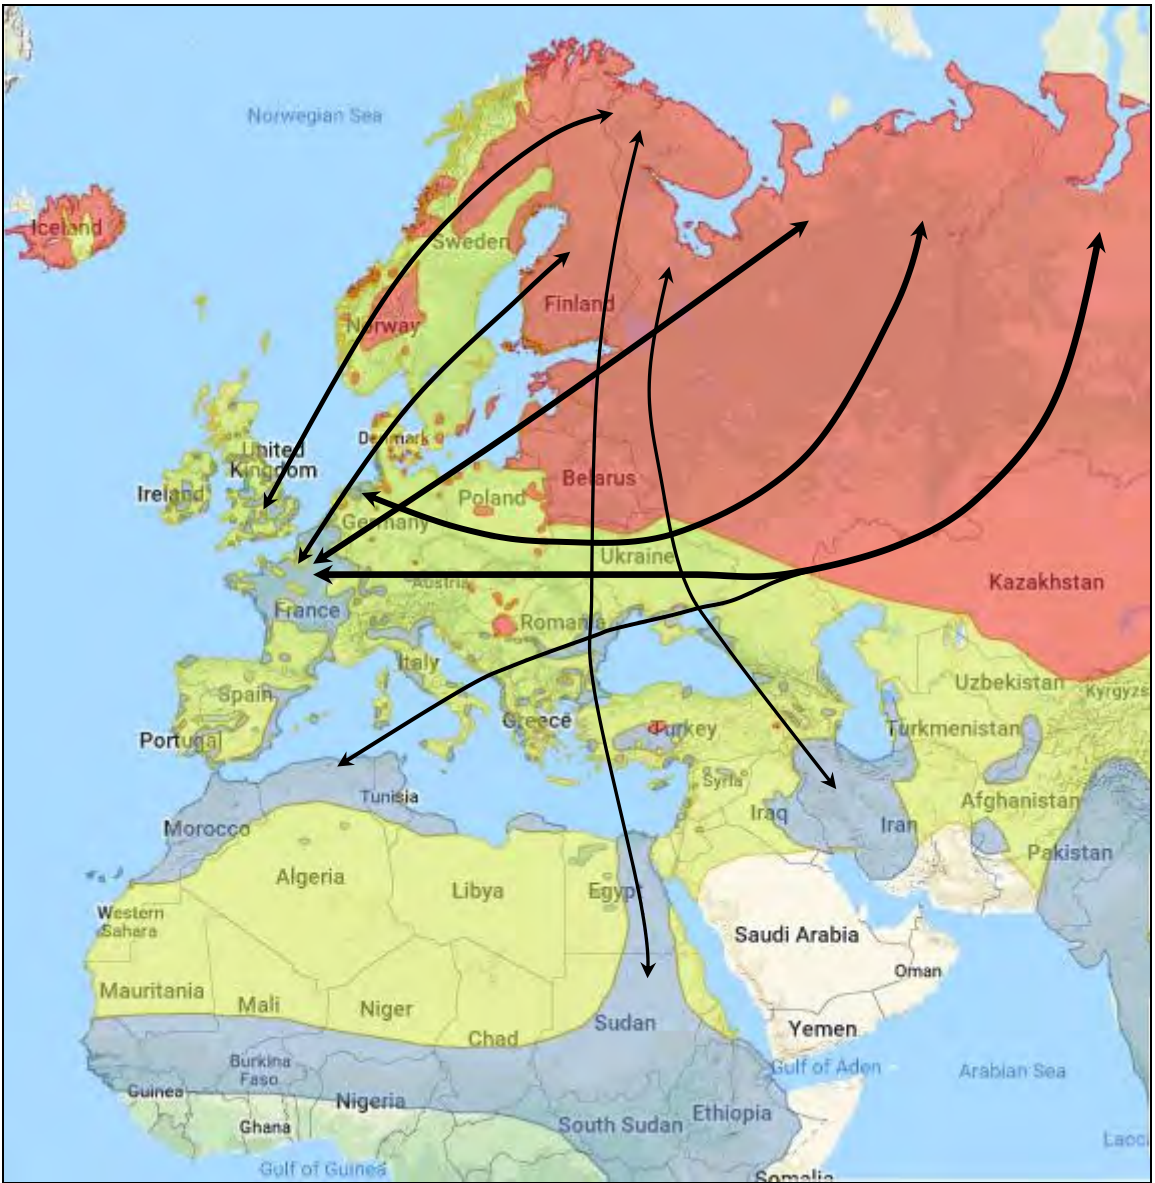 Norwegian Sea
Iceland
Sweden
Finland
Norway
Denmark
United
Kingdom
Ireland
Belarus
Poland
Germany
Ukraine
Austria
Kazakhstan
France
Romania
Italy
Uzbekistan
Kyrgyzs
Spain
Greece
Turkey
Turkmenistan
Portugal
Syria
Tunisia
Afghanistan
Iraq
Iran
Morocco
Pakistan
Algeria
Libya
Egypt
Western
Sahara
Saudi Arabia
Oman
Mauritania
Mali
Niger
Chad
Sudan
Yemen
Gulf of Aden
Arabian Sea
Burkina
Faso
Guinea
Nigeria
Ethiopia
Ghana
South Sudan
Lacc
Gulf of Guinea
Somalia